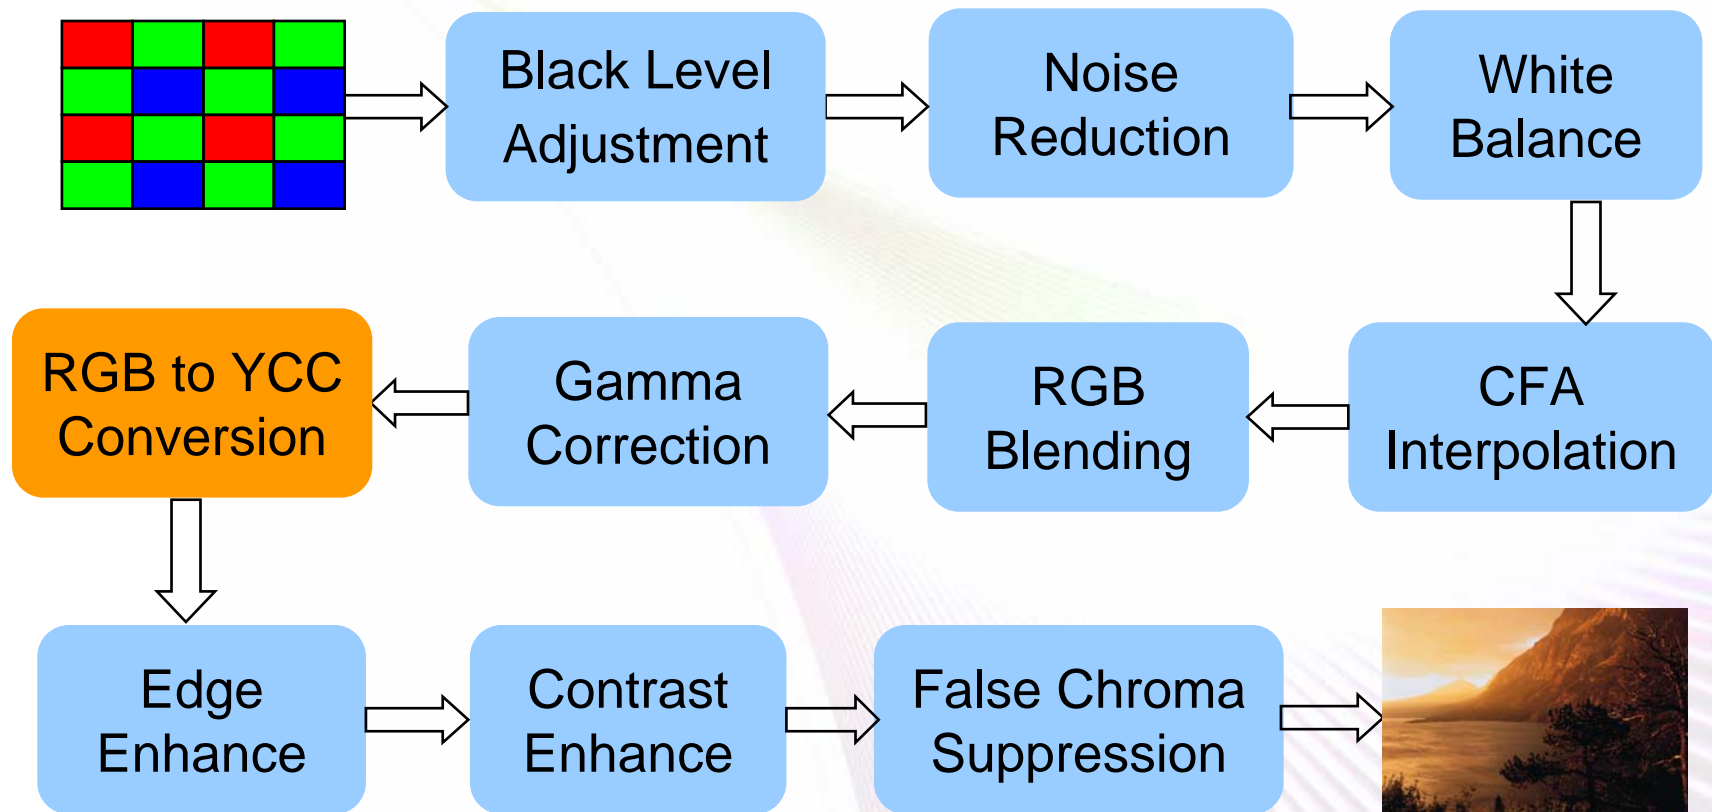 Black Level
Adjustment
Noise
Reduction
White
Balance
CFA
Interpolation
RGB
Blending
Gamma
Correction
RGB to YCC
Conversion
Edge
Enhance
Contrast
Enhance
False Chroma
Suppression